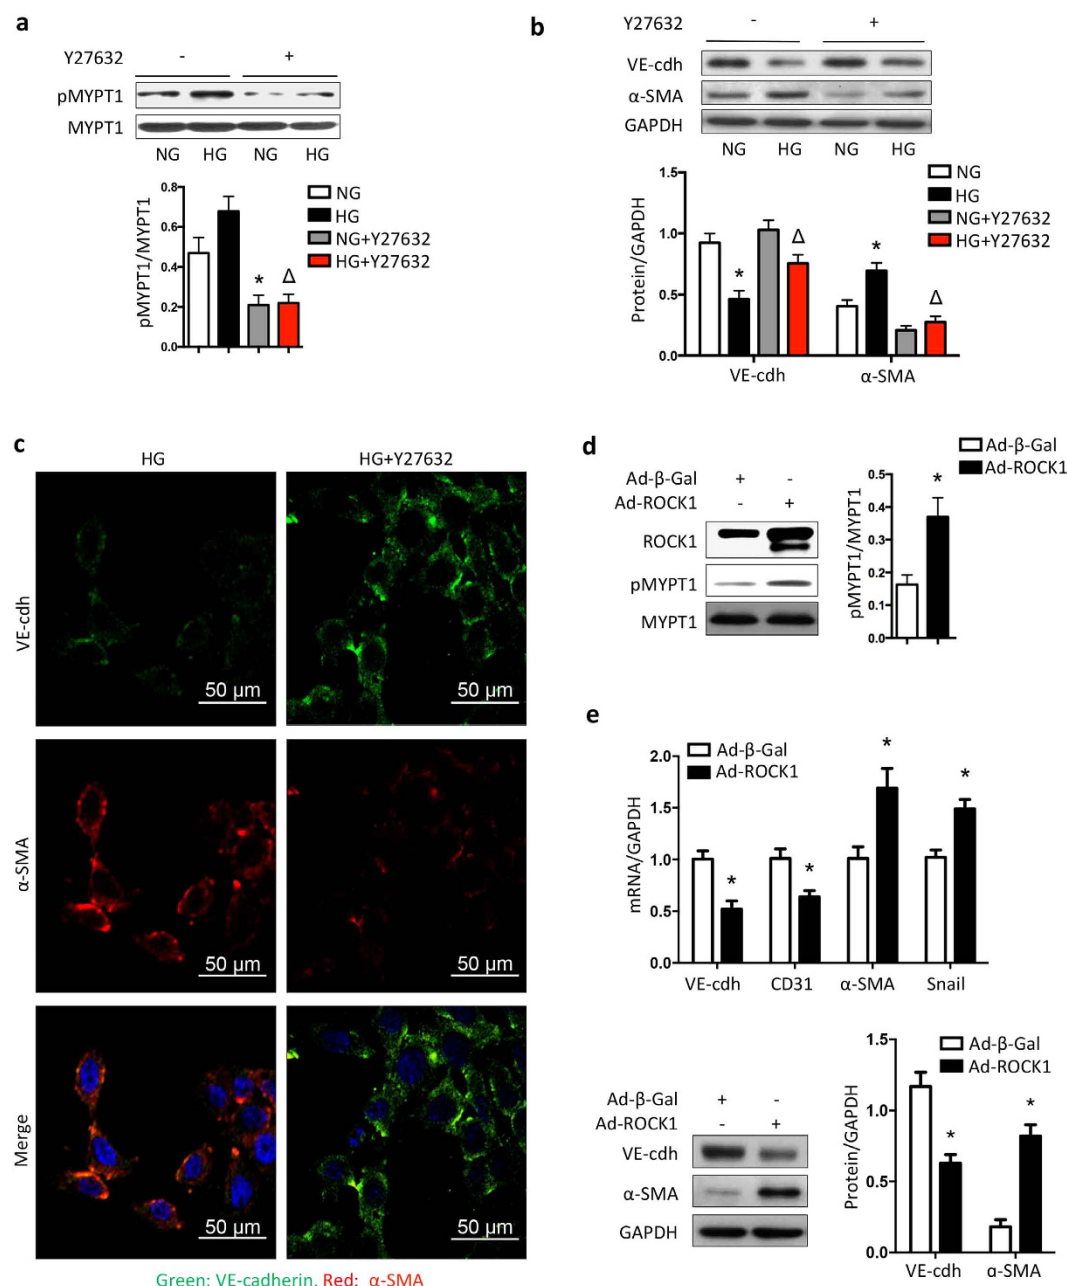 a
Y27632 - +
pMYPT1
MYPT1
NG HG NG HG
pMYPT1/MYPT1
0.8
0.6
0.4
0.2
0.0
* Δ
NG
HG
NG+Y27632
HG+Y27632
b
Y27632 - +
VE-cdh
α-SMA
GAPDH
NG HG NG HG
Protein/GAPDH
1.5
1.0
0.5
0.0
* Δ * Δ
NG
HG
NG+Y27632
HG+Y27632
VE-cdh α-SMA
c
HG HG+Y27632
VE-cdh
50 µm 50 µm
α-SMA
50 µm 50 µm
Merge
50 µm 50 µm
Green: VE-cadherin, Red: α-SMA
d
Ad-β-Gal + -
Ad-ROCK1 - +
ROCK1
pMYPT1
MYPT1
Ad-β-Gal
Ad-ROCK1
pMYPT1/MYPT1
0.5
0.4
0.3
0.2
0.1
0.0
*
e
mRNA/GAPDH
2.0
1.5
1.0
0.5
0.0
Ad-β-Gal
Ad-ROCK1
* * * *
VE-cdh CD31 α-SMA Snail
Ad-β-Gal + -
Ad-ROCK1 - +
VE-cdh
α-SMA
GAPDH
Protein/GAPDH
1.5
1.0
0.5
0.0
Ad-β-Gal
Ad-ROCK1
* *
VE-cdh α-SMA